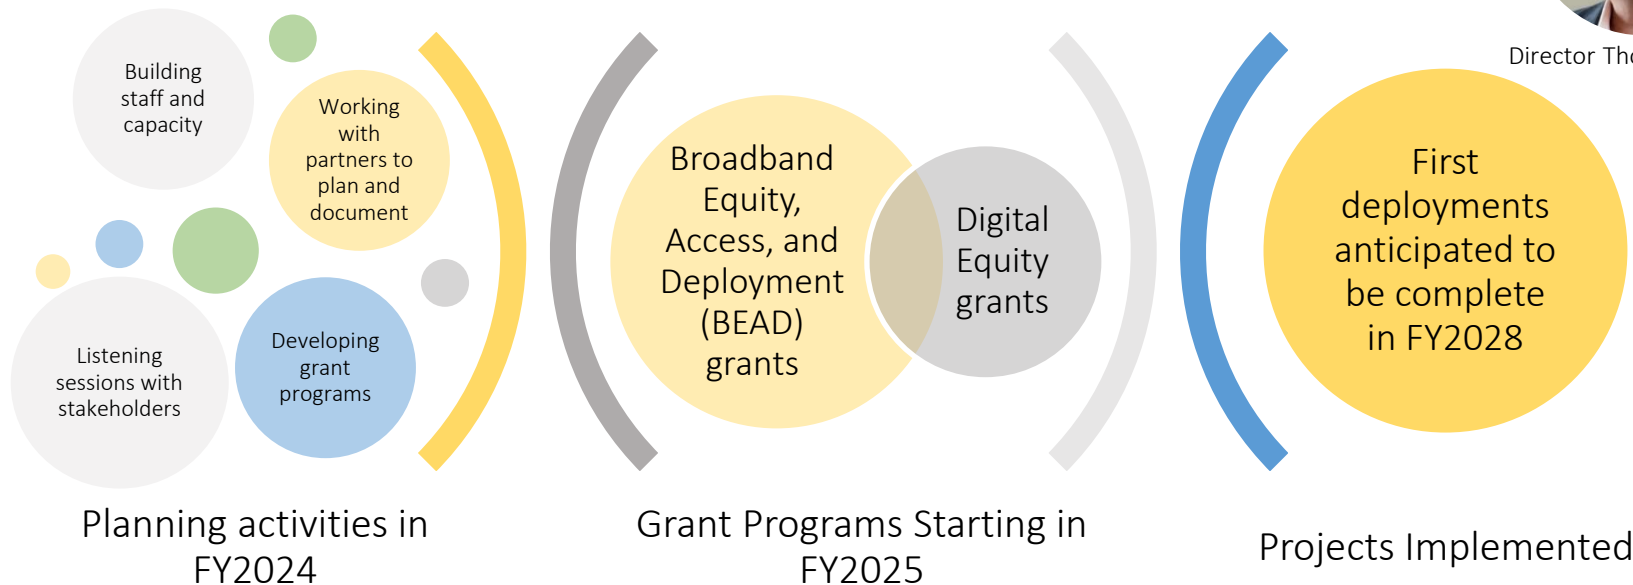 Building
staff and
capacity
Working
with
partners to
plan and
document
Listening
sessions with
stakeholders
Developing
grant
programs
Planning activities in
FY2024
Broadband
Equity,
Access, and
Deployment
(BEAD)
grants
Digital
Equity
grants
Grant Programs Starting in
FY2025
Director
First
deployments
anticipated to
be complete
in FY2028
Projects Implemented